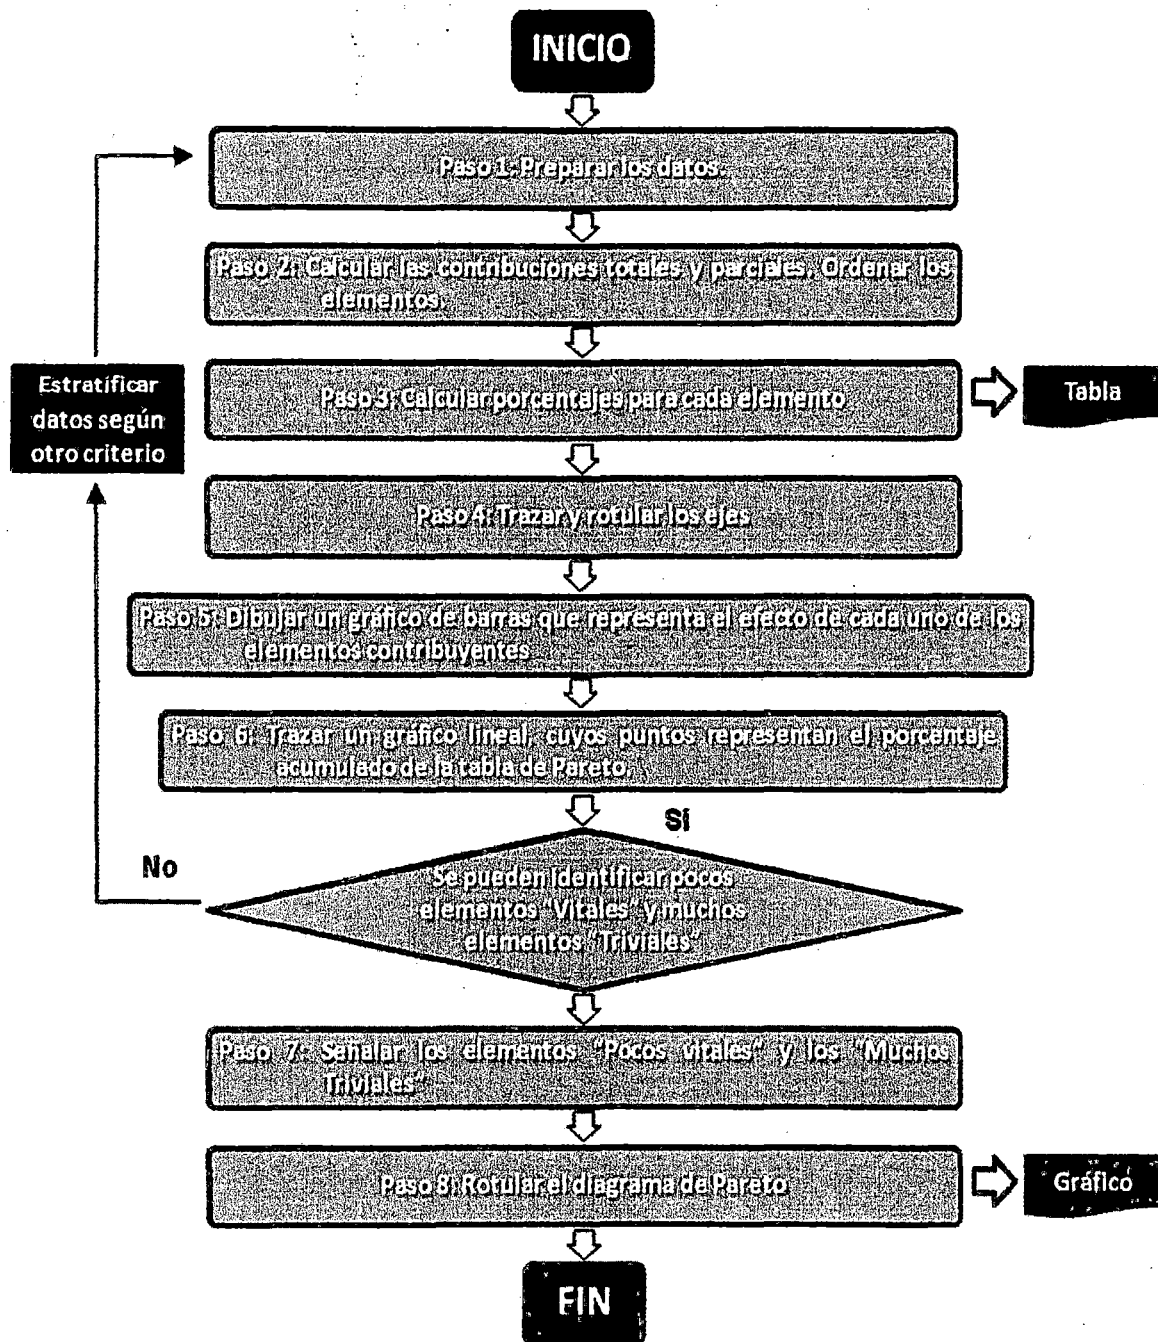 INICIO
Paso 1: Preparar los datos.
Paso 2: Calcular las contribuciones totales y parciales. Ordenar los
elementos.
Estratificar
datos según
otro criterio
Paso 3: Calcular porcentajes para cada elemento
Tabla
Paso 4: Trazar y rotular los ejes
Paso 5: Dibujar un gráfico de barras que representa el efecto de cada uno de los
elementos contribuyentes
Paso 6: Trazar un gráfico lineal, cuyos puntos representan el porcentaje
acumulado de la tabla de Pareto.
Sí
No
Se pueden identificar pocos
elementos "Vitales" y muchos
elementos "Triviales"
Paso 7: Señalar los elementos "Pocos vitales" y los "Muchos
Triviales"
Paso 8: Rotular el diagrama de Pareto
Gráfico
FIN